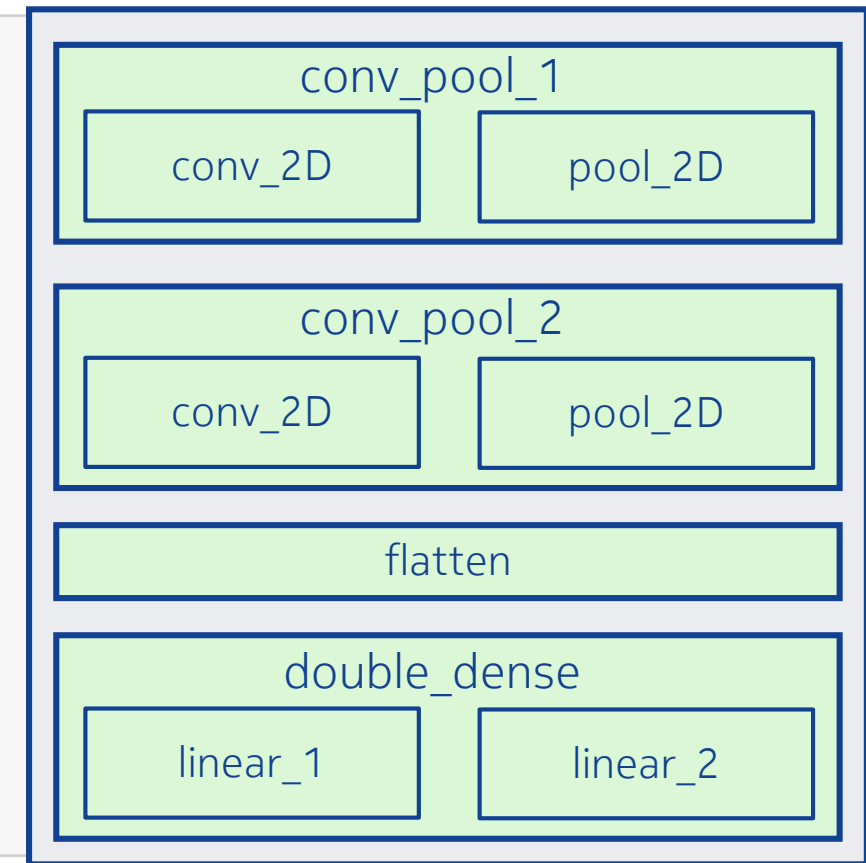 conv_pool_1
conv_2D pool_2D
conv_pool_2
conv_2D pool_2D
flatten
double_dense
linear_1 linear_2